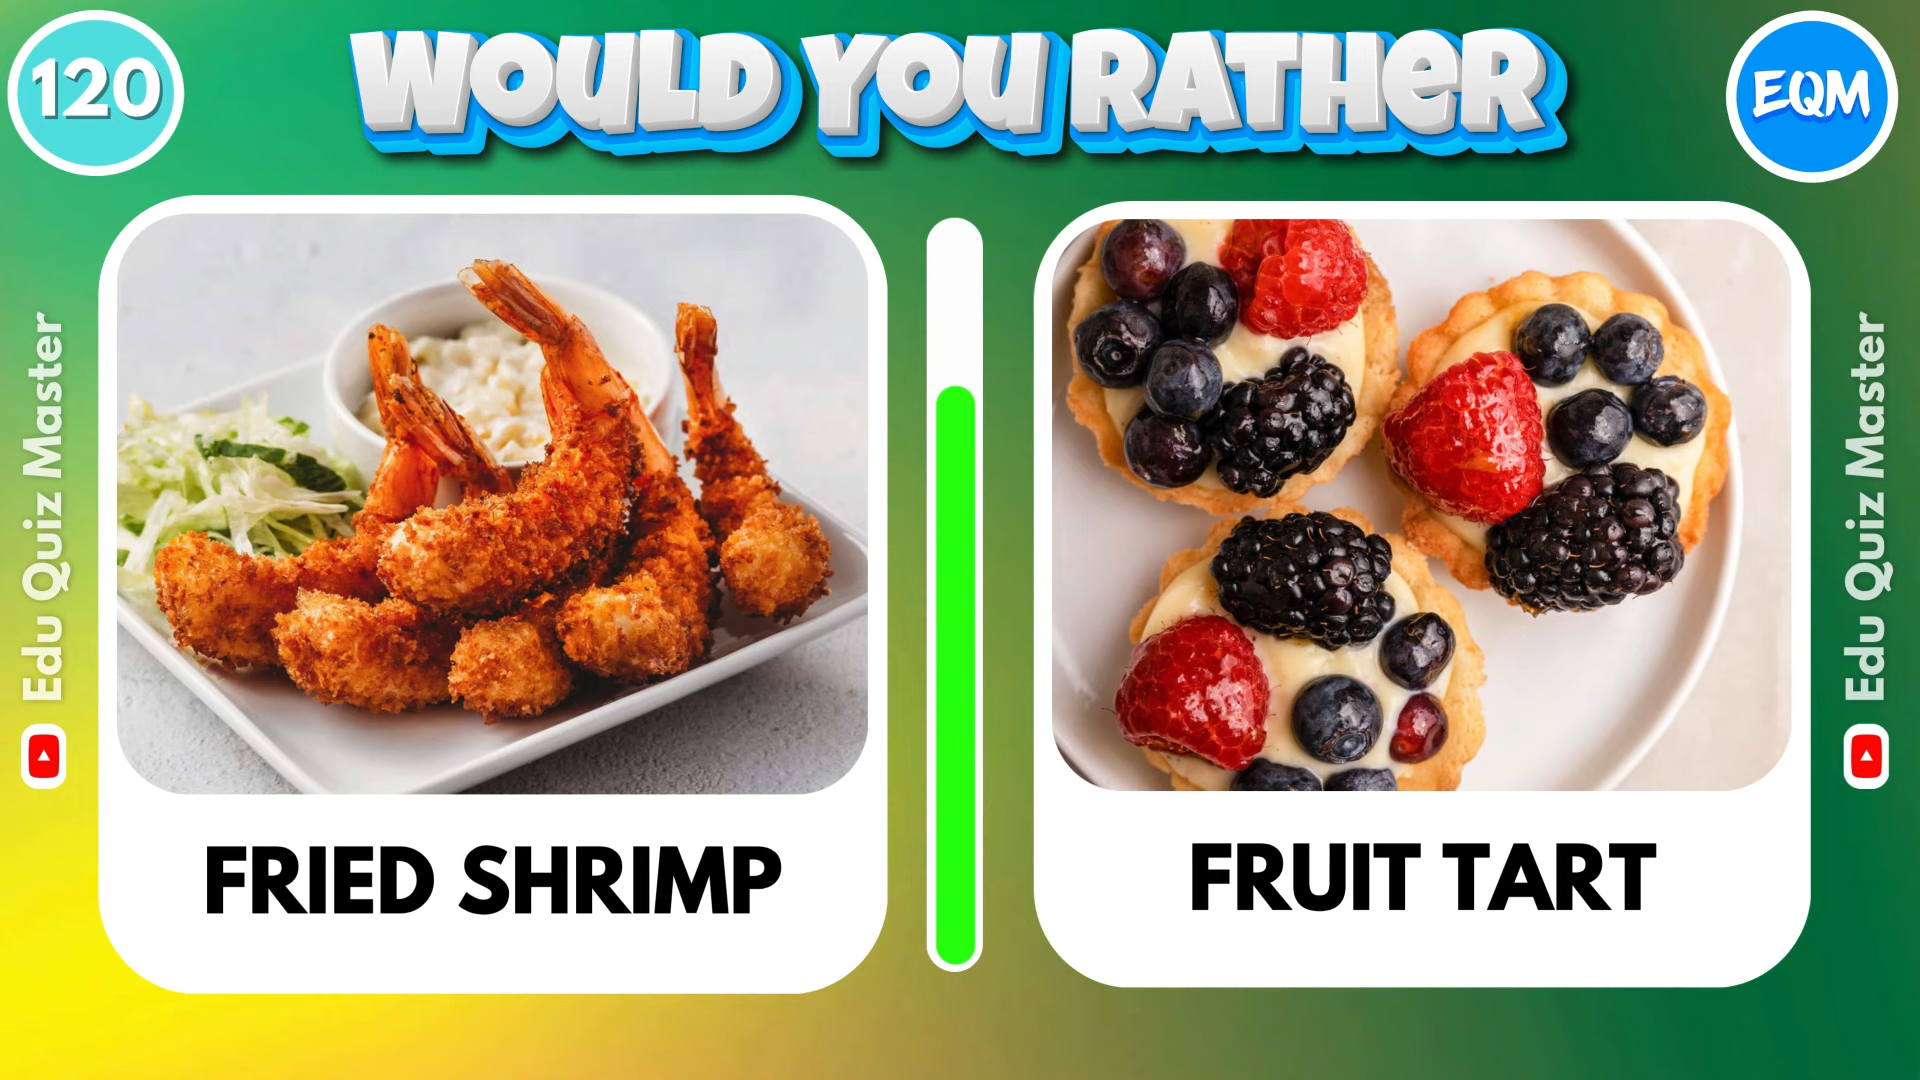 120
WOULD YOU RATHER
EQM
Edu Quiz Master
FRIED SHRIMP
FRUIT TART
Edu Quiz Master